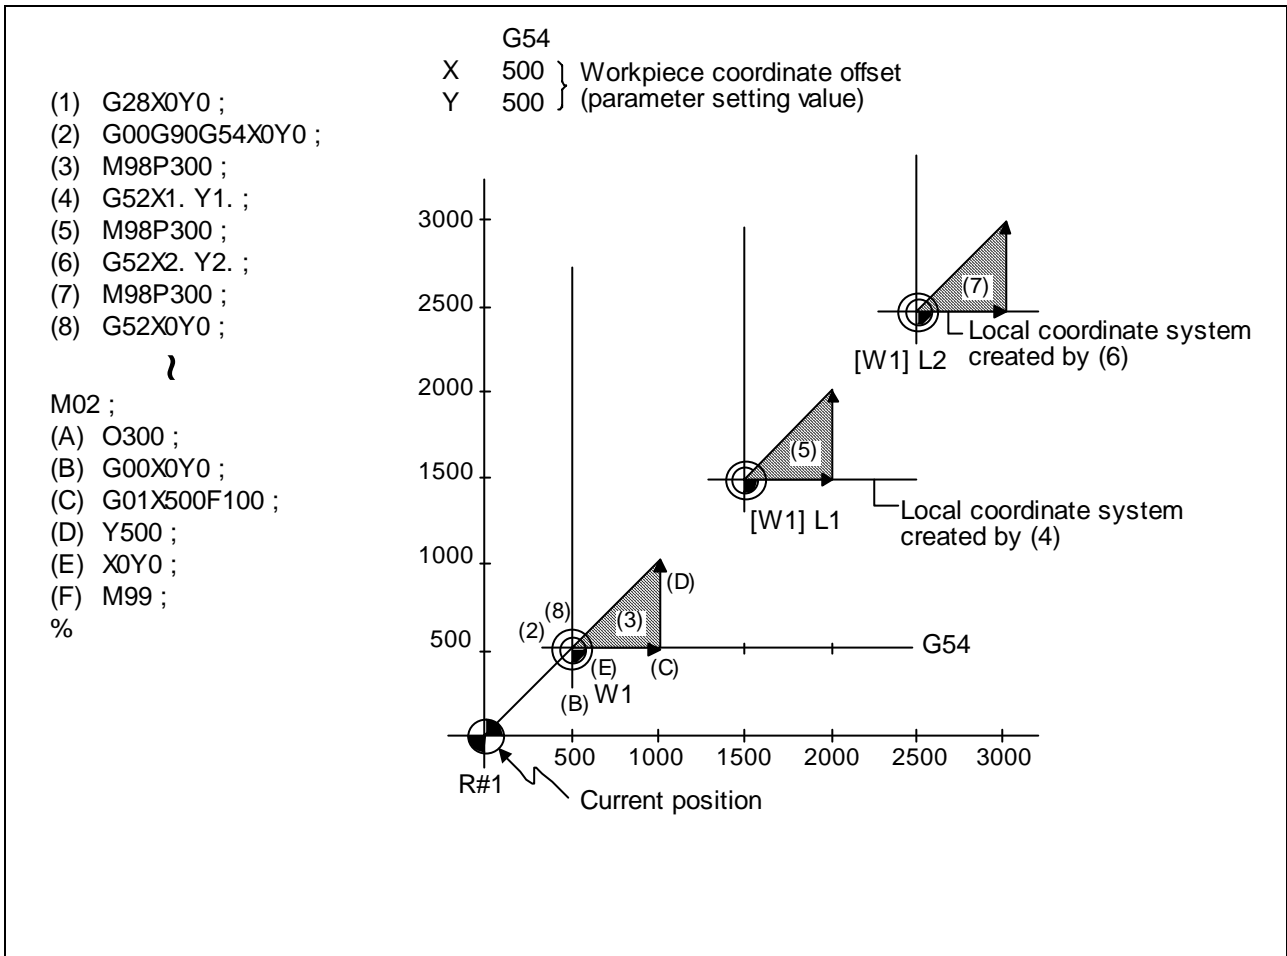 (1) G28X0Y0 ;
(2) G00G90G54X0Y0 ;
(3) M98P300 ;
(4) G52X1. Y1. ;
(5) M98P300 ;
(6) G52X2. Y2. ;
(7) M98P300 ;
(8) G52X0Y0 ;
~
M02 ;
(A) O300 ;
(B) G00X0Y0 ;
(C) G01X500F100 ;
(D) Y500 ;
(E) X0Y0 ;
(F) M99 ;
%
G54
X 500 } Workpiece coordinate offset
Y 500 (parameter setting value)
3000
2500
2000
1500
1000
500
(7)
Local coordinate system
created by (6)
[W1] L2
(5)
[W1] L1
Local coordinate system
created by (4)
(D)
(8)
(3)
(2)
G54
(E)
(C)
W1
(B)
500 1000 1500 2000 2500 3000
R#1
Current position